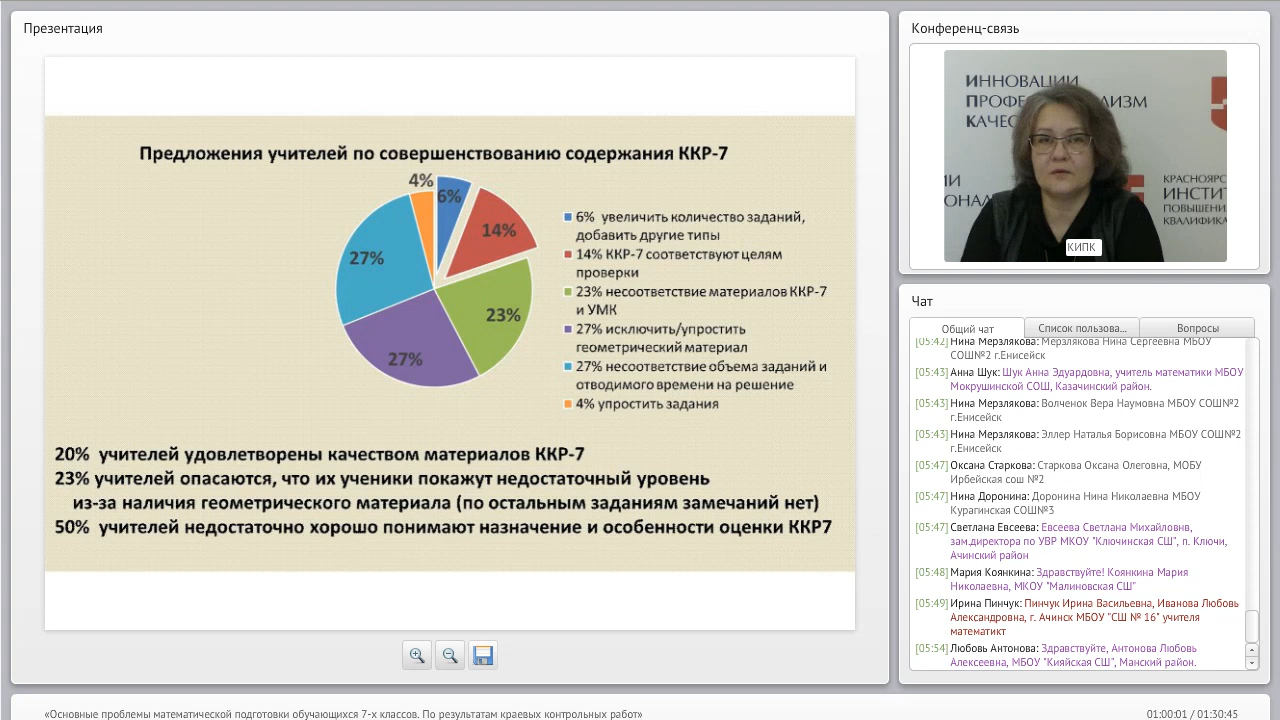 Презентация
Предложения учителей по совершенствованию содержания ККР-7
4%
6%
14%
23%
27%
27%
6% увеличить количество заданий,
добавить другие типы
14% ККР-7 соответствуют целям
проверки
23% несоответствие материалов ККР-7
и УМК
27% исключить/упростить
геометрический материал
27% несоответствие объема заданий и
отводимого времени на решение
4% упростить задания
20% учителей удовлетворены качеством материалов ККР-7
23% учителей опасаются, что их ученики покажут недостаточный уровень
из-за наличия геометрического материала (по остальным заданиям замечаний нет)
50% учителей недостаточно хорошо понимают назначение и особенности оценки ККР7
Конференц-связь
ИННОВАЦИИ
ПРОФЕ ЛИЗМ
КАЧЕС
ИИ
ОНАЛ
КРАСНОЯРС
ИНСТИТ
ПОВЫШЕНИ
КВАЛИФИКА
КИПК
Чат
Общий чат
Список пользова...
Вопросы
[05:42] Нина Мерзлякова: Мерзлякова Нина Сергеевна МБОУ
СОШ№2 г.Енисейск
[05:43] Анна Шук: Шук Анна Эдуардовна, учитель математики МБОУ
Мокрушинской СОШ, Казачинский район.
[05:43] Нина Мерзлякова: Волченок Вера Наумовна МБОУ СОШ№2
г.Енисейск
[05:43] Нина Мерзлякова: Эллер Наталья Борисовна МБОУ СОШ№2
г.Енисейск
[05:47] Оксана Старкова: Старкова Оксана Олеговна, МОБУ
Ирбейская сош №2
[05:47] Нина Доронина: Доронина Нина Николаевна МБОУ
Курагинская СОШ№3
[05:47] Светлана Евсеева: Евсеева Светлана Михайловнв,
зам.директора по УВР МКОУ "Ключинская СШ", п. Ключи,
Ачинский район
[05:48] Мария Коянкина: Здравствуйте! Коянкина Мария
Николаевна, МКОУ "Малиновская СШ"
[05:49] Ирина Пинчук: Пинчук Ирина Васильевна, Иванова Любовь
Александровна, г. Ачинск МБОУ "СШ № 16" учителя
математикт
[05:54] Любовь Антонова: Здравствуйте, Антонова Любовь
Алексеевна, МБОУ "Кияйская СШ", Манский район.
«Основные проблемы математической подготовки обучающихся 7-х классов. По результатам краевых контрольных работ»
01:00:01 / 01:30:45